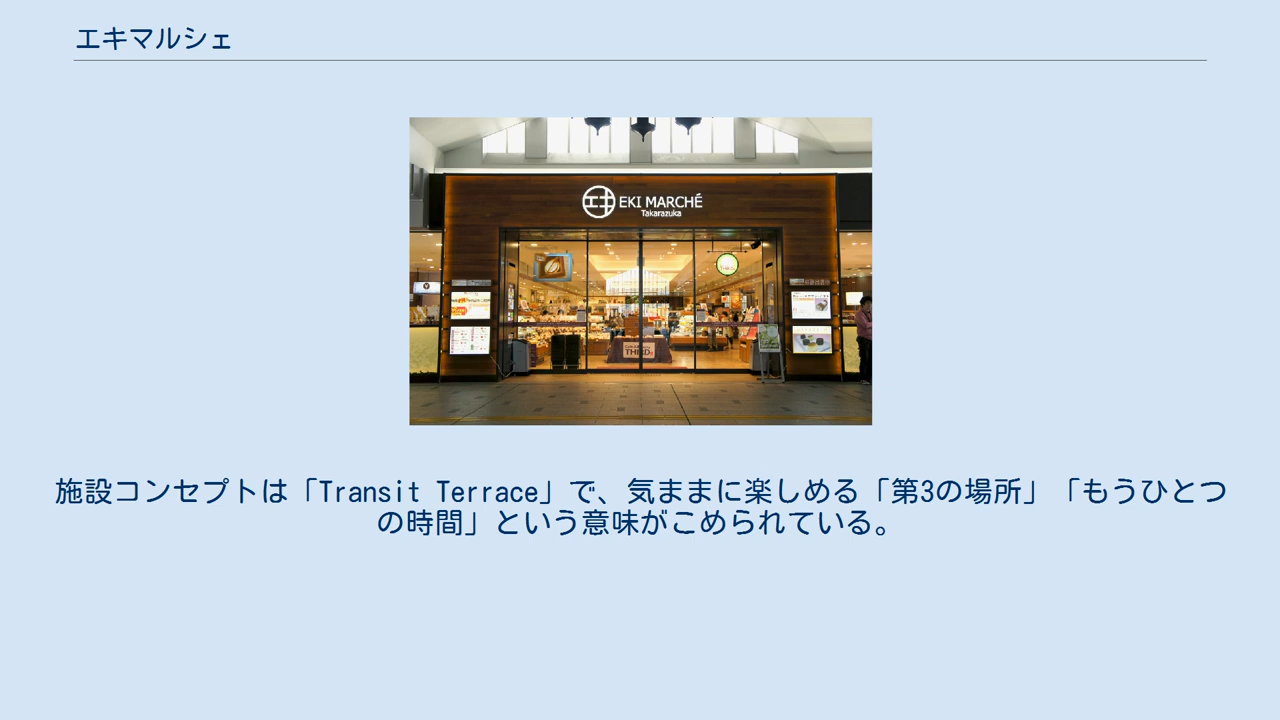 エキマルシェ
エキ EKI MARCHÉ
Takarazuka
THIRD
施設コンセプトは「Transit Terrace」で、気ままに楽しめる「第3の場所」「もうひとつ
の時間」という意味がこめられている。